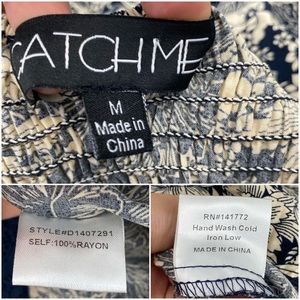 CATCH ME
M
Made in
China
STYLE#D1407291
SELF:100%RAYON
RN#141772
Hand Wash Cold
Iron Low
MADE IN CHINA